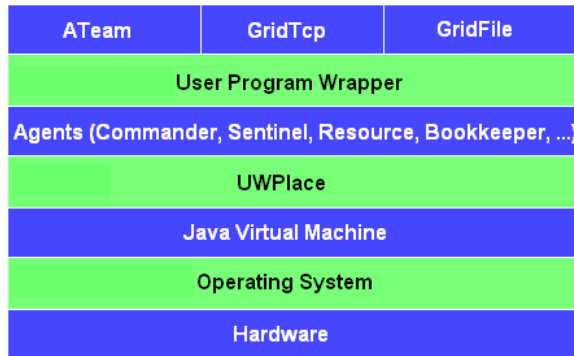 ATeam GridTcp GridFile
User Program Wrapper
Agents (Commander, Sentinel, Resource, Bookkeeper, ...)
UWPlace
Java Virtual Machine
Operating System
Hardware